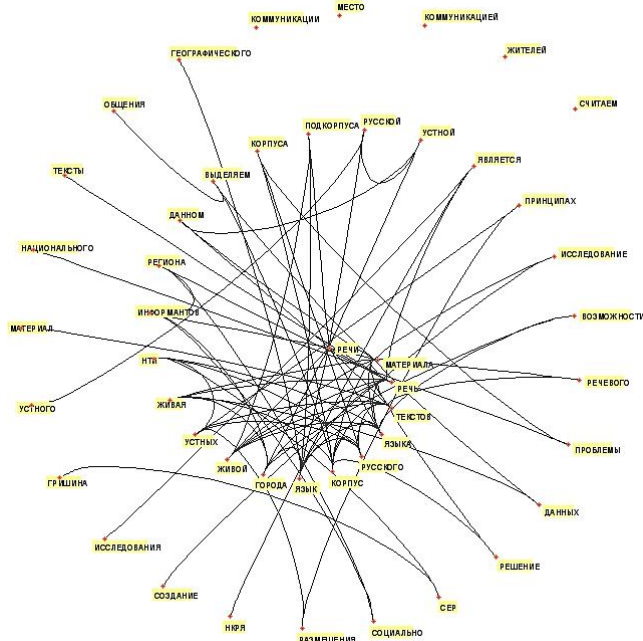 МЕСТО
КОММУНИКАЦИИ
КОММУНИКАЦИЕЙ
ГЕОГРАФИЧЕСКОГО
ЖИТЕЛЕЙ
ОБЩЕНИЯ
СЧИТАЕМ
ПОДКОРПУСА
РУССКОЙ
УСТНОЙ
КОРПУСА
ЯВЛЯЕТСЯ
ТЕКСТЫ
ВЫДЕЛЯЕМ
ПРИНЦИПАХ
ДАННОМ
НАЦИОНАЛЬНОГО
ИССЛЕДОВАНИЕ
РЕГИОНА
ИНФОРМАНТОВ
ВОЗМОЖНОСТИ
МАТЕРИАЛ
РЕЧИ
НТИ
МАТЕРИАЛА
РЕЧЕВОГО
РЕЧЬ
УСТНОГО
ЖИВАЯ
ТЕКСТОВ
УСТНЫХ
ЯЗЫКА
ПРОБЛЕМЫ
ЖИВОЙ
РУССКОГО
ГРИШИНА
ГОРОДА
ЯЗЫК
КОРПУС
ДАННЫХ
ИССЛЕДОВАНИЯ
РЕШЕНИЕ
СОЗДАНИЕ
СЕР
НКРЯ
РАЗМЕЩЕНИЯ
СОЦИАЛЬНО